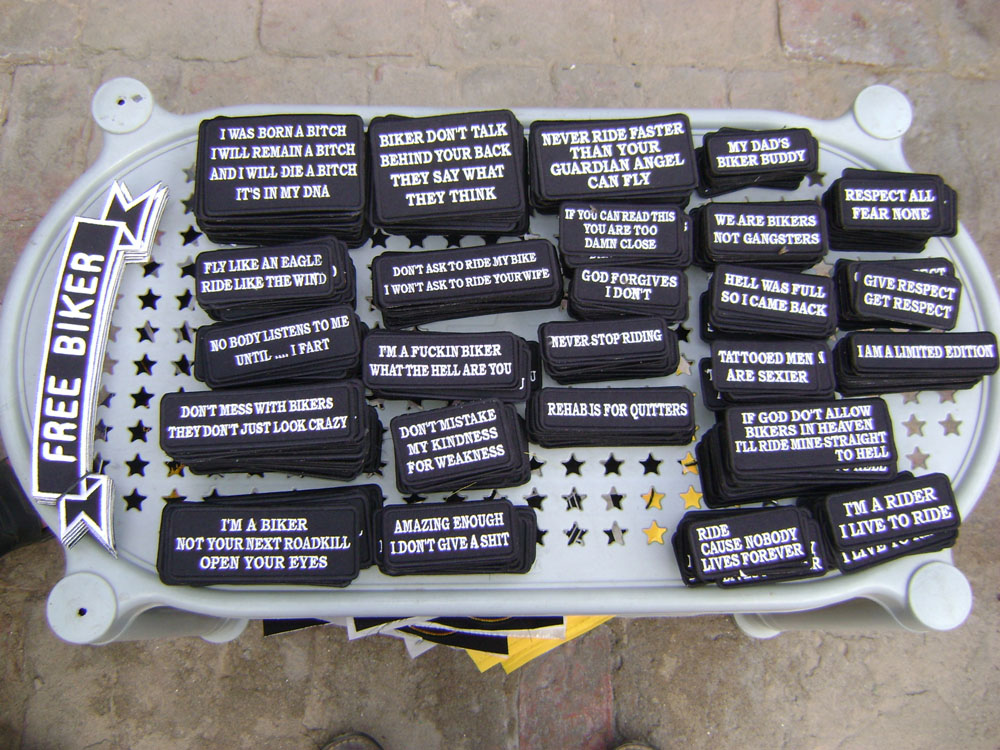 FREE BIKER
I WAS BORN A BITCH
I WILL REMAIN A BITCH
AND I WILL DIE A BITCH
IT'S IN MY DNA
BIKER DON'T TALK
BEHIND YOUR BACK
THEY SAY WHAT
THEY THINK
NEVER RIDE FASTER
THAN YOUR
GUARDIAN ANGEL
CAN FLY
MY DAD'S
BIKER BUDDY
RESPECT ALL
FEAR NONE
IF YOU CAN READ THIS
YOU ARE TOO
DAMN CLOSE
WE ARE BIKERS
NOT GANGSTERS
FLY LIKE AN EAGLE
RIDE LIKE THE WIND
DON'T ASK TO RIDE MY BIKE
I WON'T ASK TO RIDE YOUR WIFE
GOD FORGIVES
I DON'T
HELL WAS FULL
SO I CAME BACK
GIVE RESPECT
GET RESPECT
NO BODY LISTENS TO ME
UNTIL .... I FART
I'M A FUCKIN BIKER
WHAT THE HELL ARE YOU
NEVER STOP RIDING
TATTOOED MEN
ARE SEXIER
I AM A LIMITED EDITION
DON'T MESS WITH BIKERS
THEY DON'T JUST LOOK CRAZY
DON'T MISTAKE
MY KINDNESS
FOR WEAKNESS
REHAB IS FOR QUITTERS
IF GOD DO'T ALLOW
BIKERS IN HEAVEN
I'LL RIDE MINE STRAIGHT
TO HELL
TO HELL
I'M A BIKER
NOT YOUR NEXT ROADKILL
OPEN YOUR EYES
AMAZING ENOUGH
I DON'T GIVE A SHIT
RIDE
CAUSE NOBODY
LIVES FOREVER
I'M A RIDER
I LIVE TO RIDE
I LIVE TO RIDE